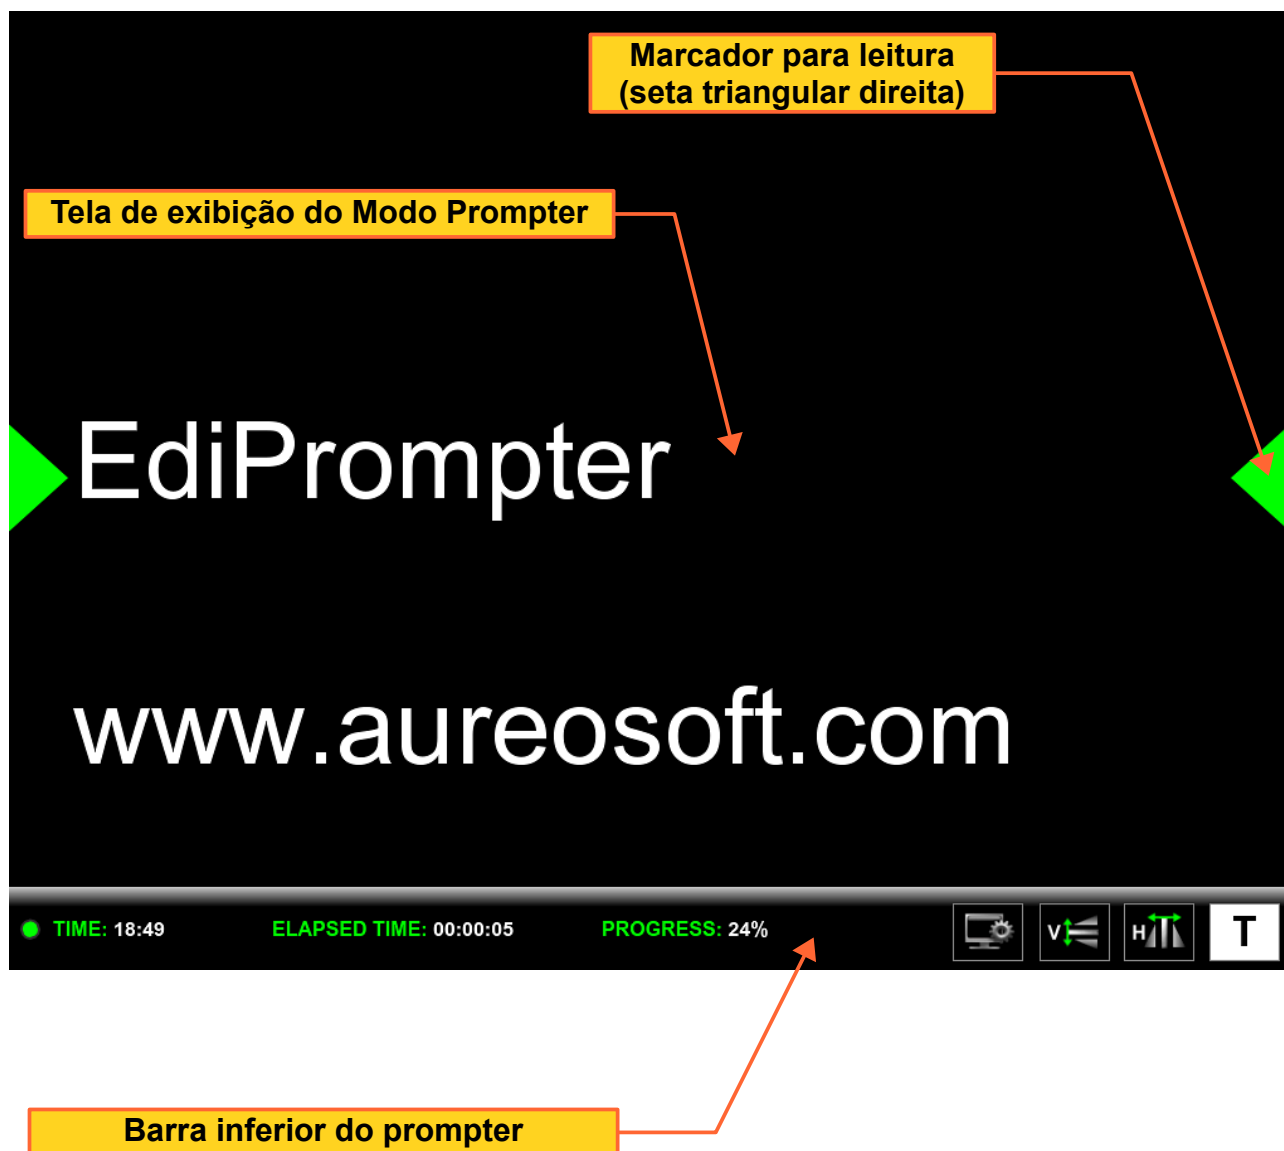 Marcador para leitura
(seta triangular direita)
Tela de exibição do Modo Prompter
EdiPrompter
www.aureosoft.com
TIME: 18:49 ELAPSED TIME: 00:00:05 PROGRESS: 24% V H T
Barra inferior do prompter